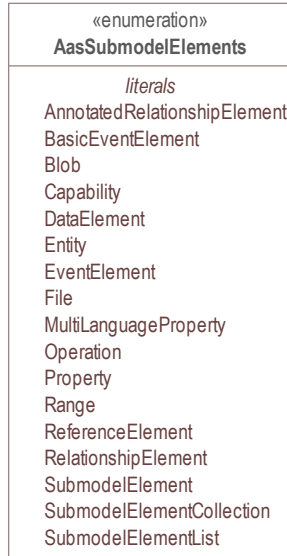 «enumeration»
AasSubmodelElements
literals
AnnotatedRelationshipElement
BasicEventElement
Blob
Capability
DataElement
Entity
EventElement
File
MultiLanguageProperty
Operation
Property
Range
ReferenceElement
RelationshipElement
SubmodelElement
SubmodelElementCollection
SubmodelElementList